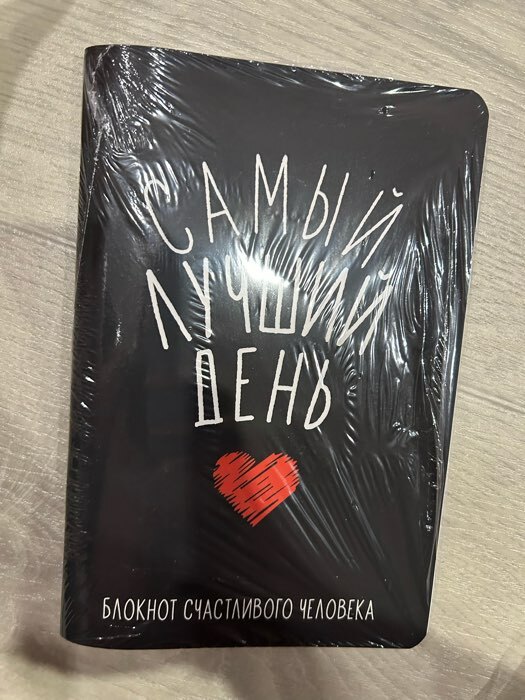 САМЫЙ
ЛУЧШИЙ
ДЕНЬ
БЛОКНОТ СЧАСТЛИВОГО ЧЕЛОВЕКА